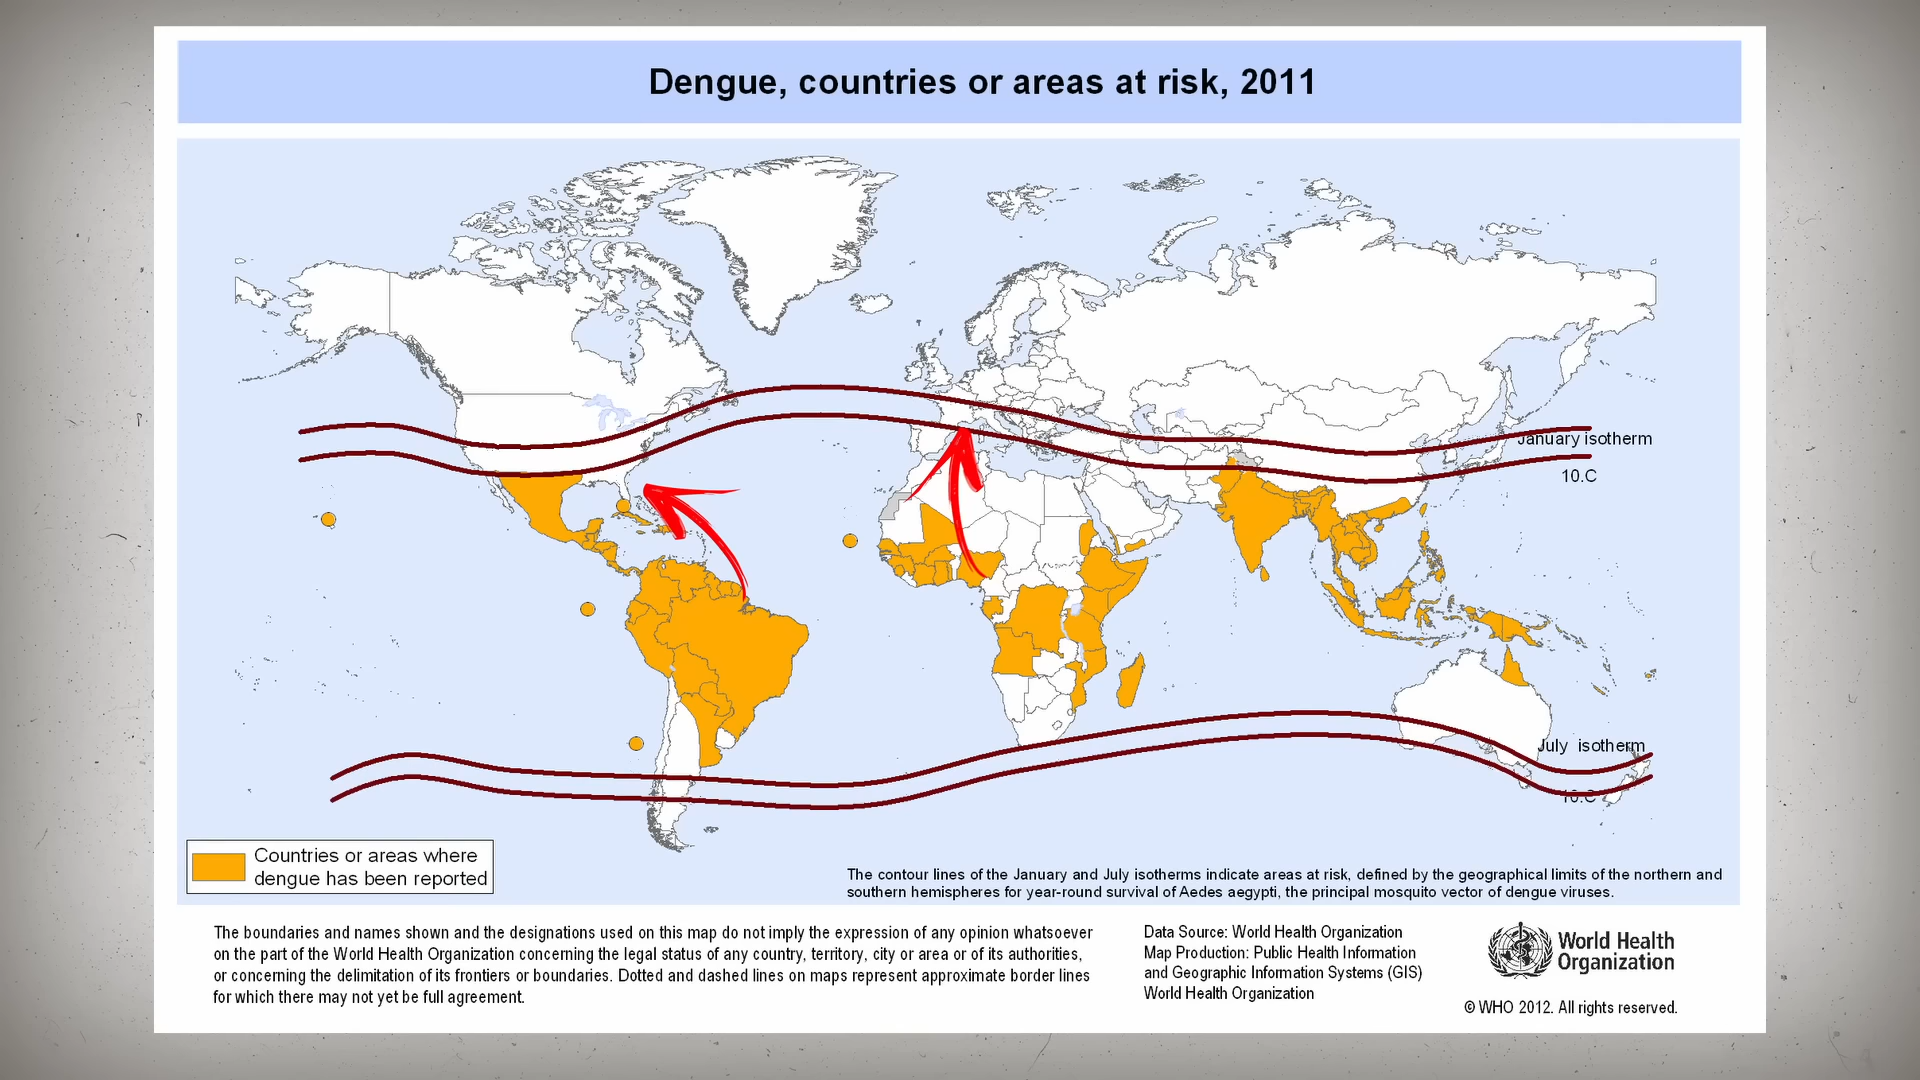 Dengue, countries or areas at risk, 2011
January isotherm
10.C
July isotherm
10.C
Countries or areas where
dengue has been reported
The contour lines of the January and July isotherms indicate areas at risk, defined by the geographical limits of the northern and
southern hemispheres for year-round survival of Aedes aegypti, the principal mosquito vector of dengue viruses.
The boundaries and names shown and the designations used on this map do not imply the expression of any opinion whatsoever
on the part of the World Health Organization concerning the legal status of any country, territory, city or area or of its authorities,
or concerning the delimitation of its frontiers or boundaries. Dotted and dashed lines on maps represent approximate border lines
for which there may not yet be full agreement.
Data Source: World Health Organization
Map Production: Public Health Information
and Geographic Information Systems (GIS)
World Health Organization
World Health
Organization
© WHO 2012. All rights reserved.